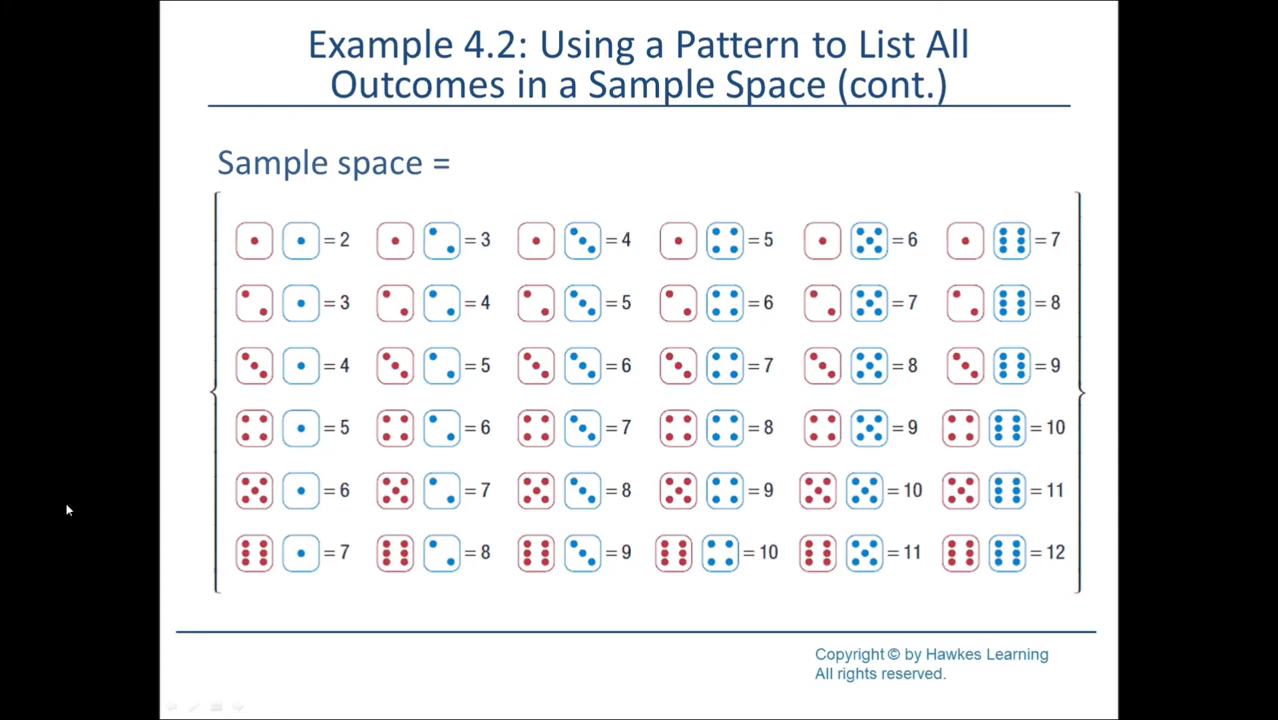 Example 4.2: Using a Pattern to List All
Outcomes in a Sample Space (cont.)
Sample space =
= 2 = 3 = 4 = 5 = 6 = 7
= 3 = 4 = 5 = 6 = 7 = 8
= 4 = 5 = 6 = 7 = 8 = 9
= 5 = 6 = 7 = 8 = 9 = 10
= 6 = 7 = 8 = 9 = 10 = 11
= 7 = 8 = 9 = 10 = 11 = 12
Copyright © by Hawkes Learning
All rights reserved.